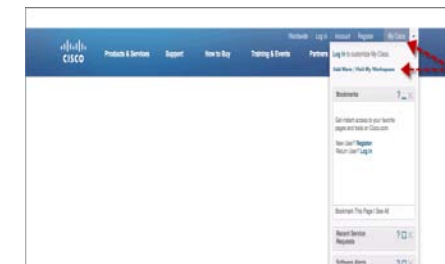 Worldwide Log In Account Register My Cisco
CISCO
Products & Services Support How to Buy Training & Events Partners
Log In to customize My Cisco.
Add More | Visit My Workspace
Bookmarks
Get instant access to your favorite
pages and tools on Cisco.com
New User? Register
Return User? Log In
Bookmark This Page | See All
Recent Service
Requests
Software Alerts